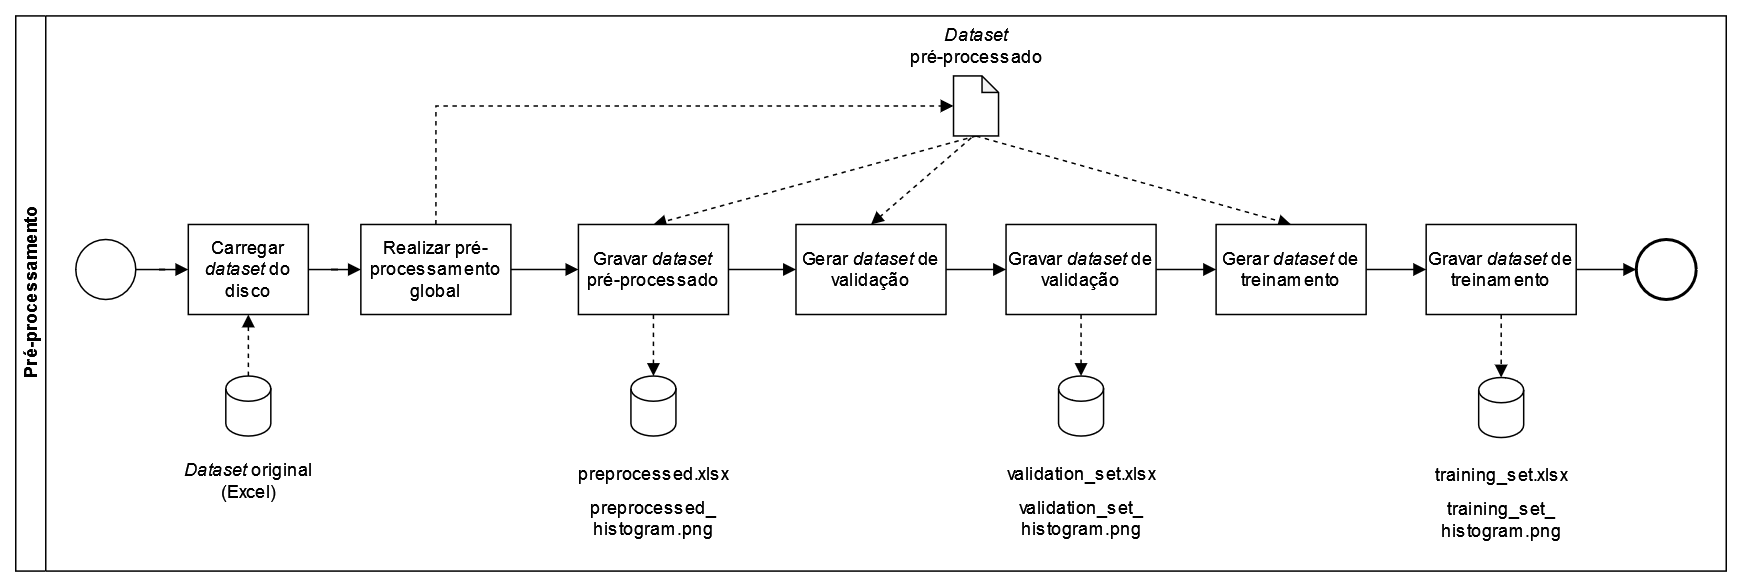 Pré-processamento
Dataset
pré-processado
Carregar
dataset do
disco
Realizar pré-
processamento
global
Gravar dataset
pré-processado
Gerar dataset de
validação
Gravar dataset de
validação
Gerar dataset de
treinamento
Gravar dataset de
treinamento
Dataset original
(Excel)
preprocessed.xlsx
preprocessed_
histogram.png
validation_set.xlsx
validation_set_
histogram.png
training_set.xlsx
training_set_
histogram.png